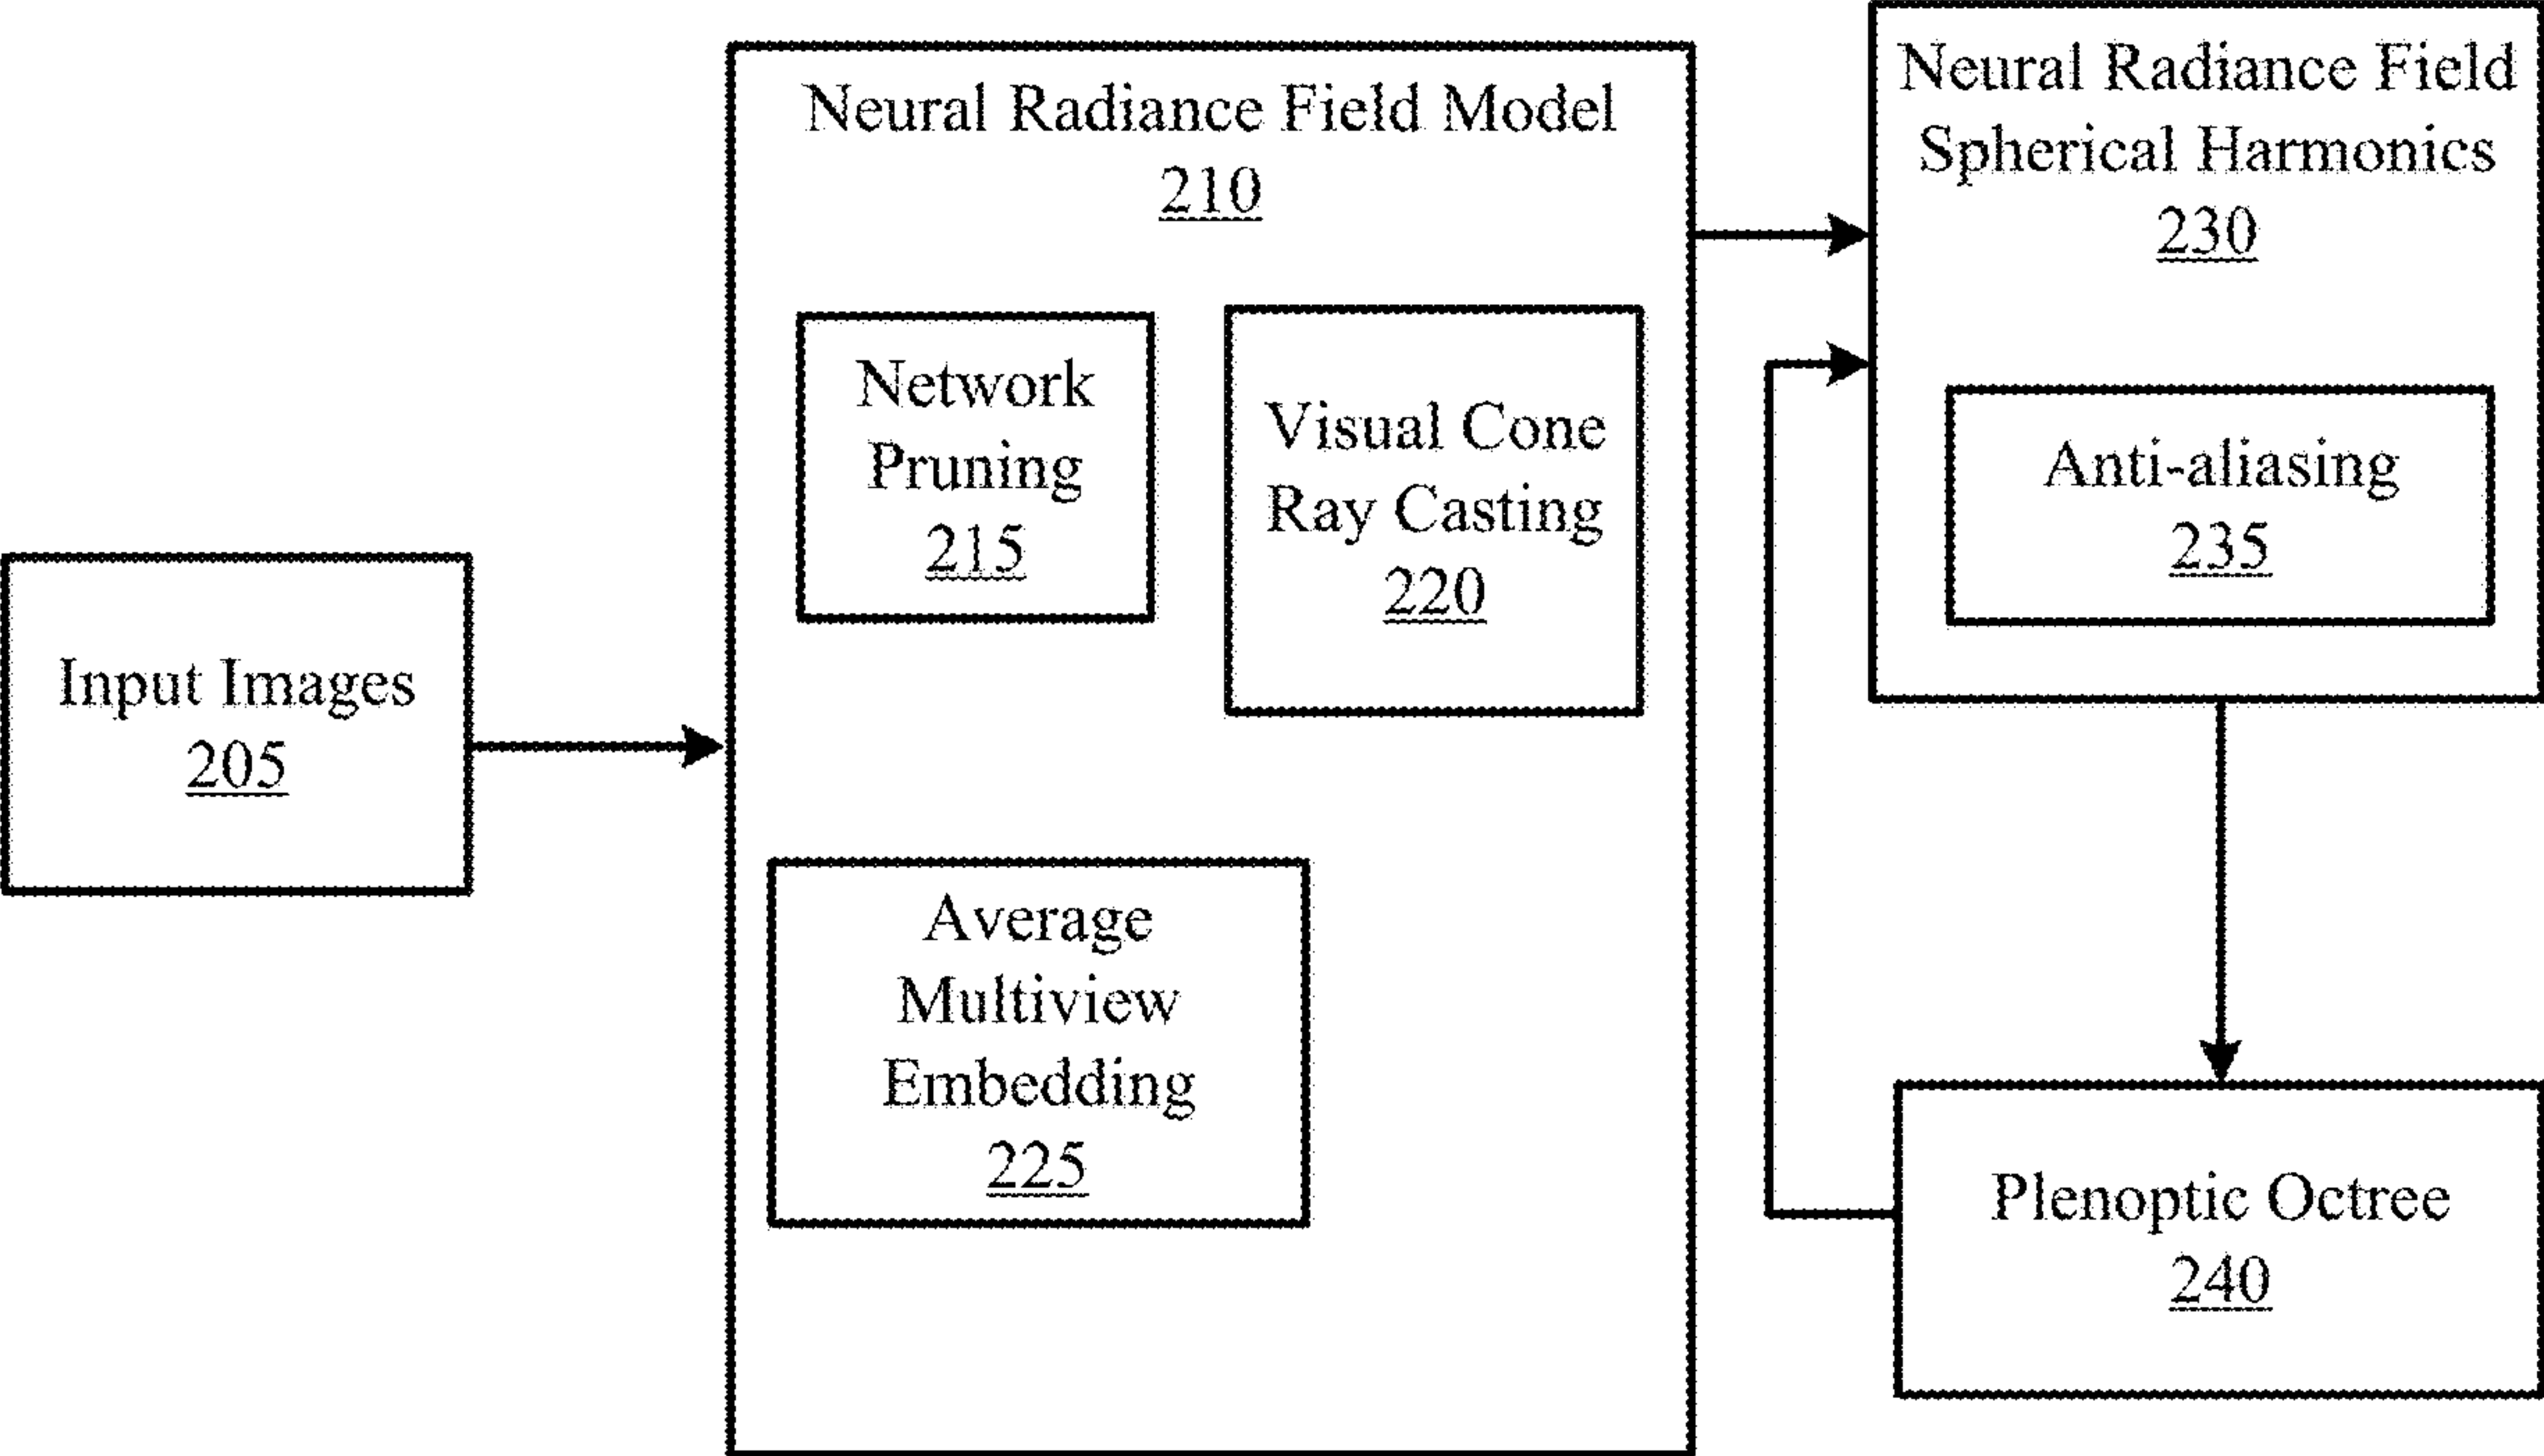 Input Images
205
Neural Radiance Field Model
210
Network
Pruning
215
Visual Cone
Ray Casting
220
Average
Multiview
Embedding
225
Neural Radiance Field
Spherical Harmonics
230
Anti-aliasing
235
Plenoptic Octree
240